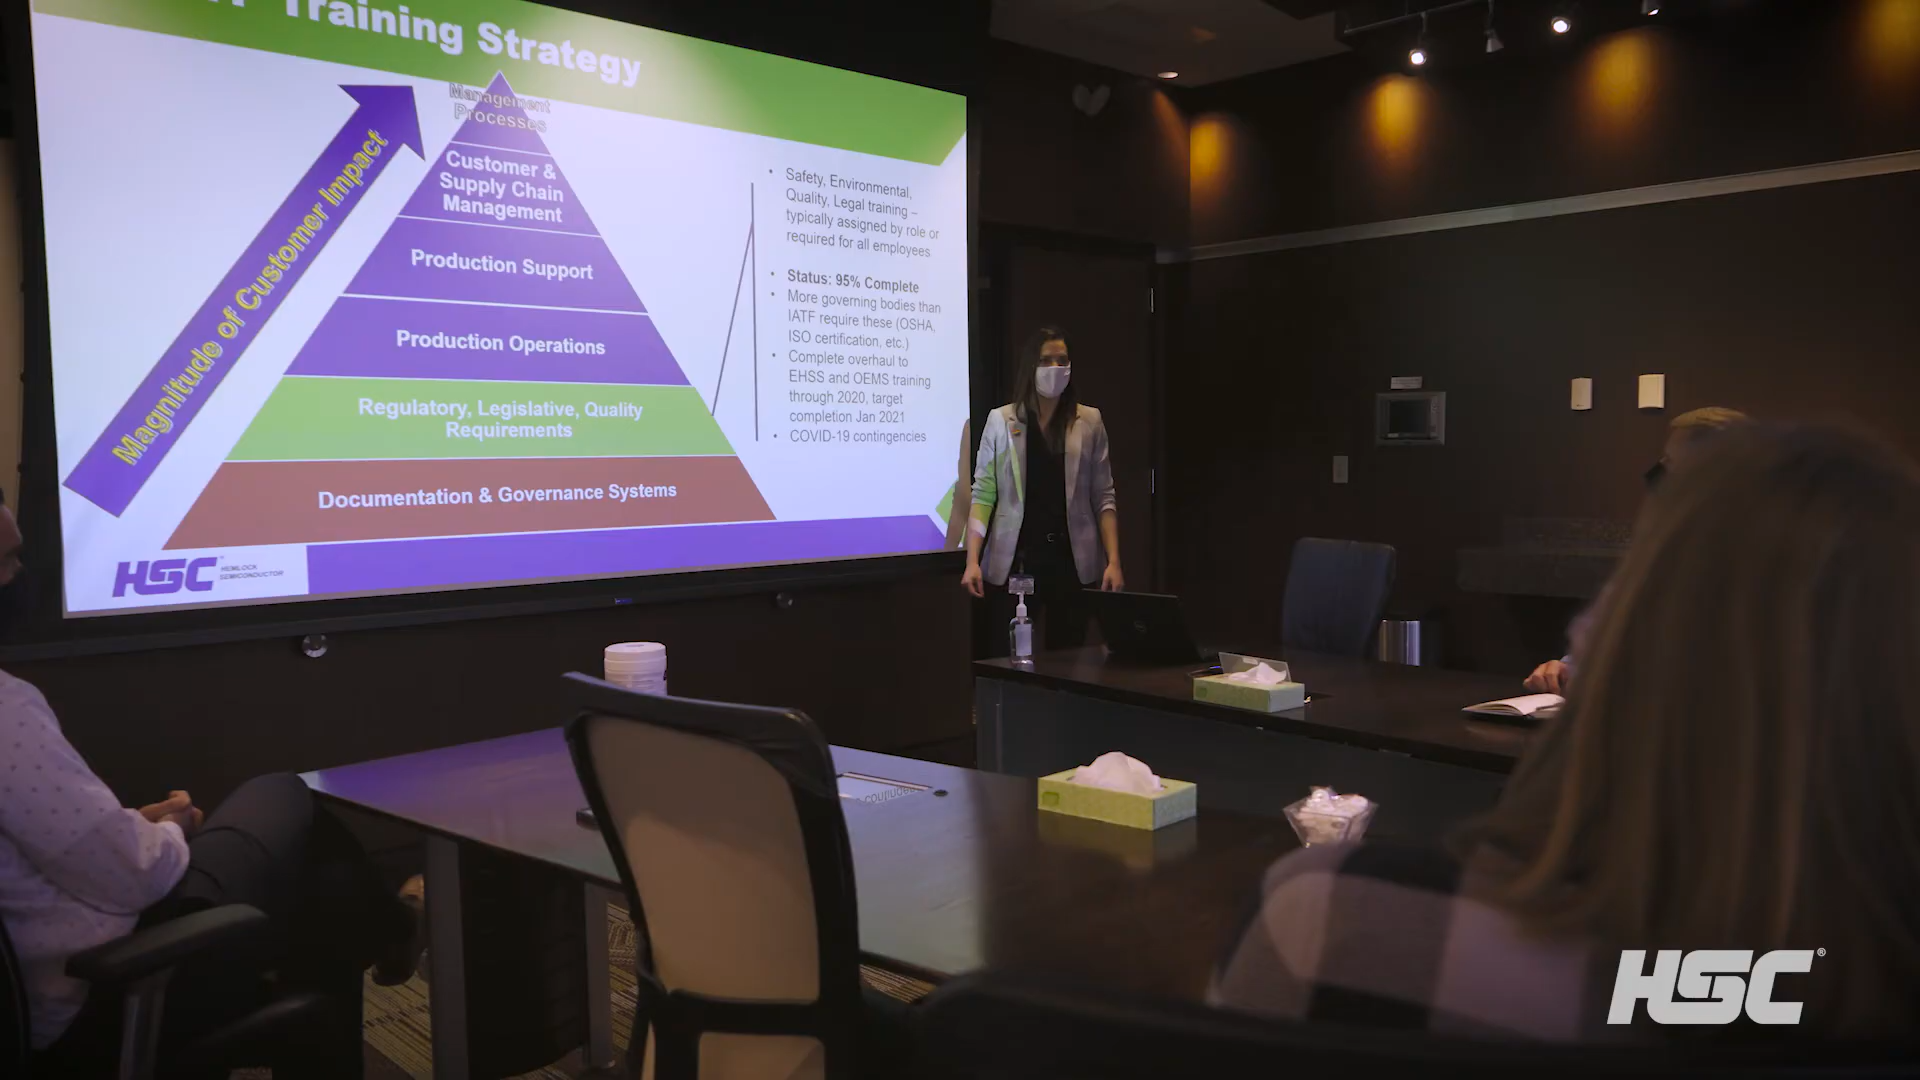 Training Strategy
Magnitude of Customer Impact
Management
Processes
Customer &
Supply Chain
Management
Production Support
Production Operations
Regulatory, Legislative, Quality
Requirements
Documentation & Governance Systems
• Safety, Environmental,
Quality, Legal training –
typically assigned by role or
required for all employees
• Status: 95% Complete
• More governing bodies than
IATF require these (OSHA,
ISO certification, etc.)
• Complete overhaul to
EHSS and OEMS training
through 2020, target
completion Jan 2021
• COVID-19 contingencies
HSC
HEMLOCK
SEMICONDUCTOR
HSC®